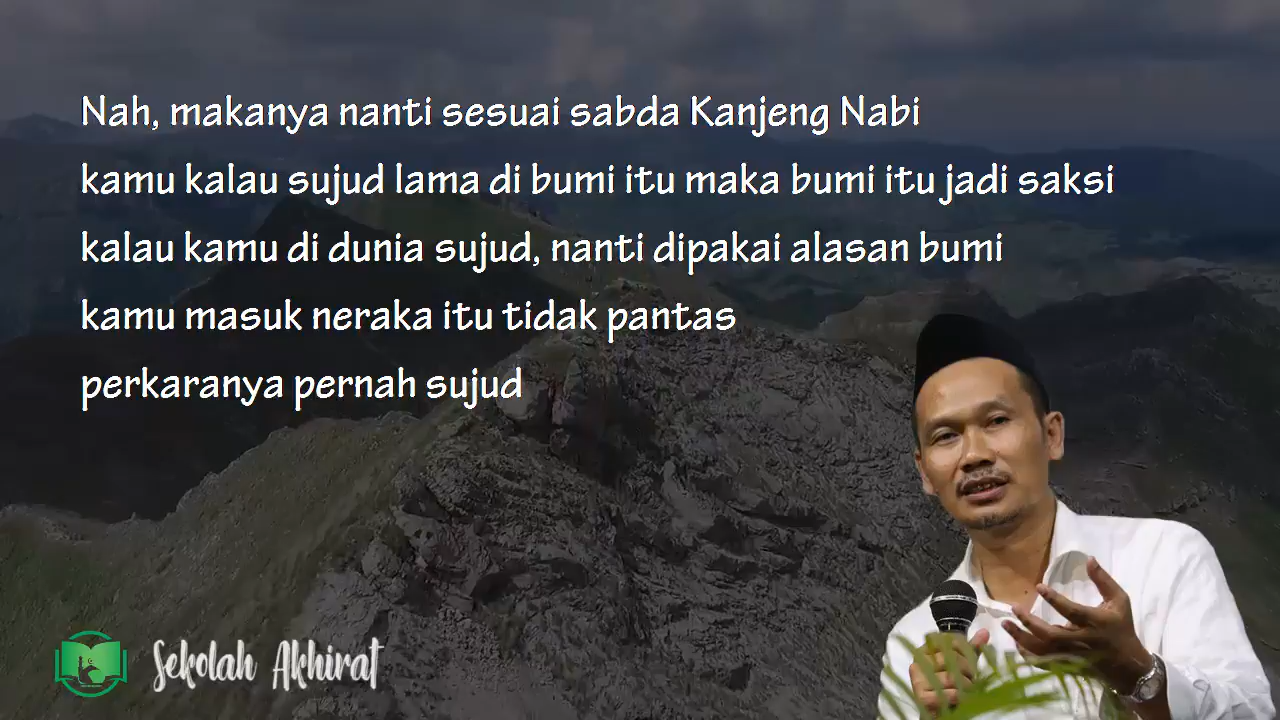 Nah, makanya nanti sesuai sabda Kanjeng Nabi
kamu kalau sujud lama di bumi itu maka bumi itu jadi saksi
kalau kamu di dunia sujud, nanti dipakai alasan bumi
kamu masuk neraka itu tidak pantas
perkaranya pernah sujud
Sekolah Akhirat